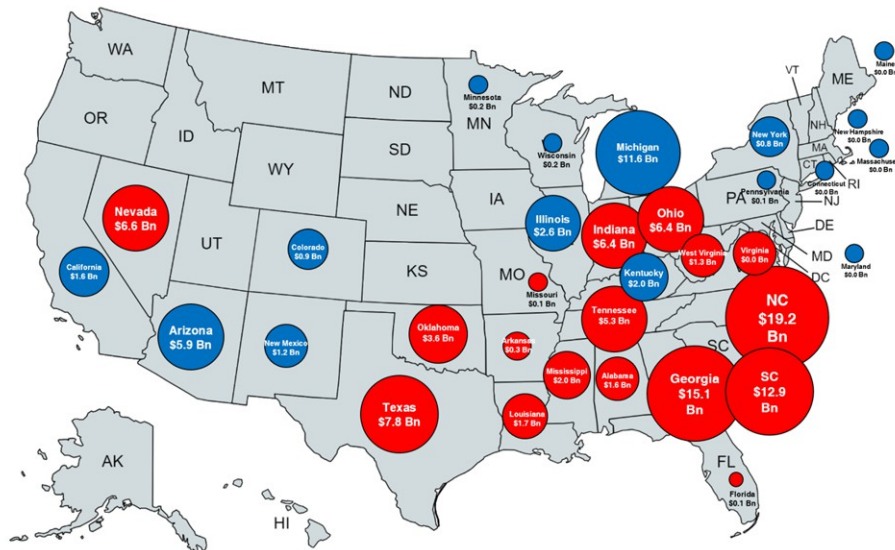 WA
MT
ND
MN
OR
ID
WY
SD
NE
IA
UT
KS
MO
PA
VT
NH
ME
MA
CT
RI
NJ
DE
MD
DC
SC
FL
AK
HI
Maine
$0.0 Bn
New Hampshire
$0.0 Bn
Massachuse
$0.0 Bn
Connecticut
$0.0 Bn
New York
$0.8 Bn
Pennsylvania
$0.1 Bn
Maryland
$0.0 Bn
Minnesota
$0.2 Bn
Wisconsin
$0.2 Bn
Michigan
$11.6 Bn
Illinois
$2.6 Bn
Indiana
$6.4 Bn
Ohio
$6.4 Bn
West Virginia
$1.3 Bn
Virginia
$0.0 Bn
Kentucky
$2.0 Bn
Missouri
$0.1 Bn
Tennessee
$5.3 Bn
NC
$19.2
Bn
SC
$12.9
Bn
Georgia
$15.1
Bn
Nevada
$6.6 Bn
California
$1.6 Bn
Colorado
$0.9 Bn
Arizona
$5.9 Bn
New Mexico
$1.2 Bn
Oklahoma
$3.6 Bn
Arkansas
$0.3 Bn
Mississippi
$2.0 Bn
Alabama
$1.6 Bn
Texas
$7.8 Bn
Louisiana
$1.7 Bn
Florida
$0.1 Bn